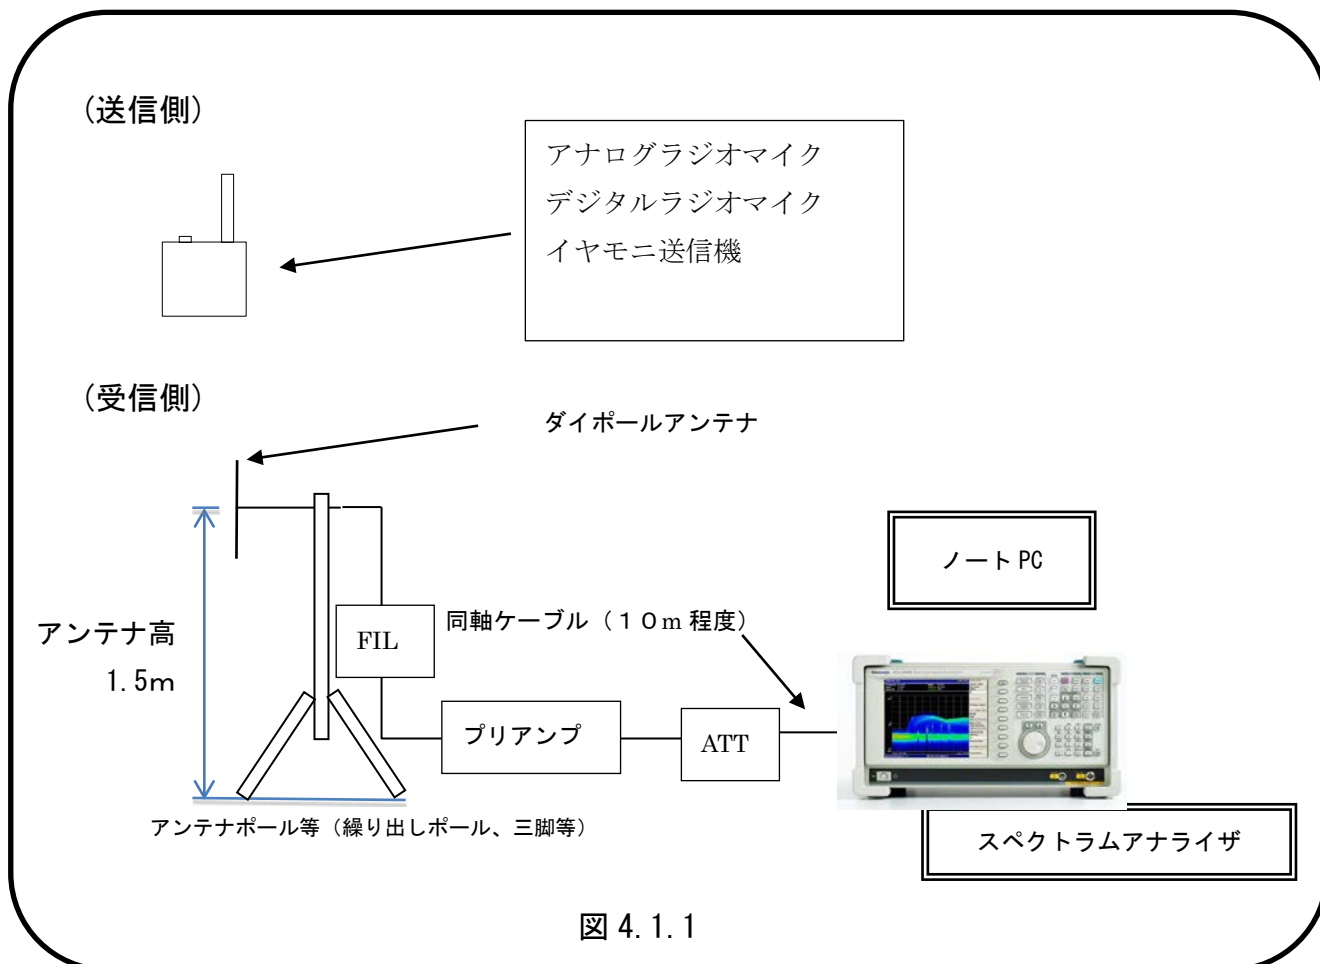 (送信側)
アナログラジオマイク
デジタルラジオマイク
イヤモニ送信機
(受信側)
ダイポールアンテナ
ノート PC
アンテナ高
1.5m
FIL
同軸ケーブル（１０m 程度）
プリアンプ
ATT
アンテナポール等（繰り出しポール、三脚等）
スペクトラムアナライザ
図 4.1.1